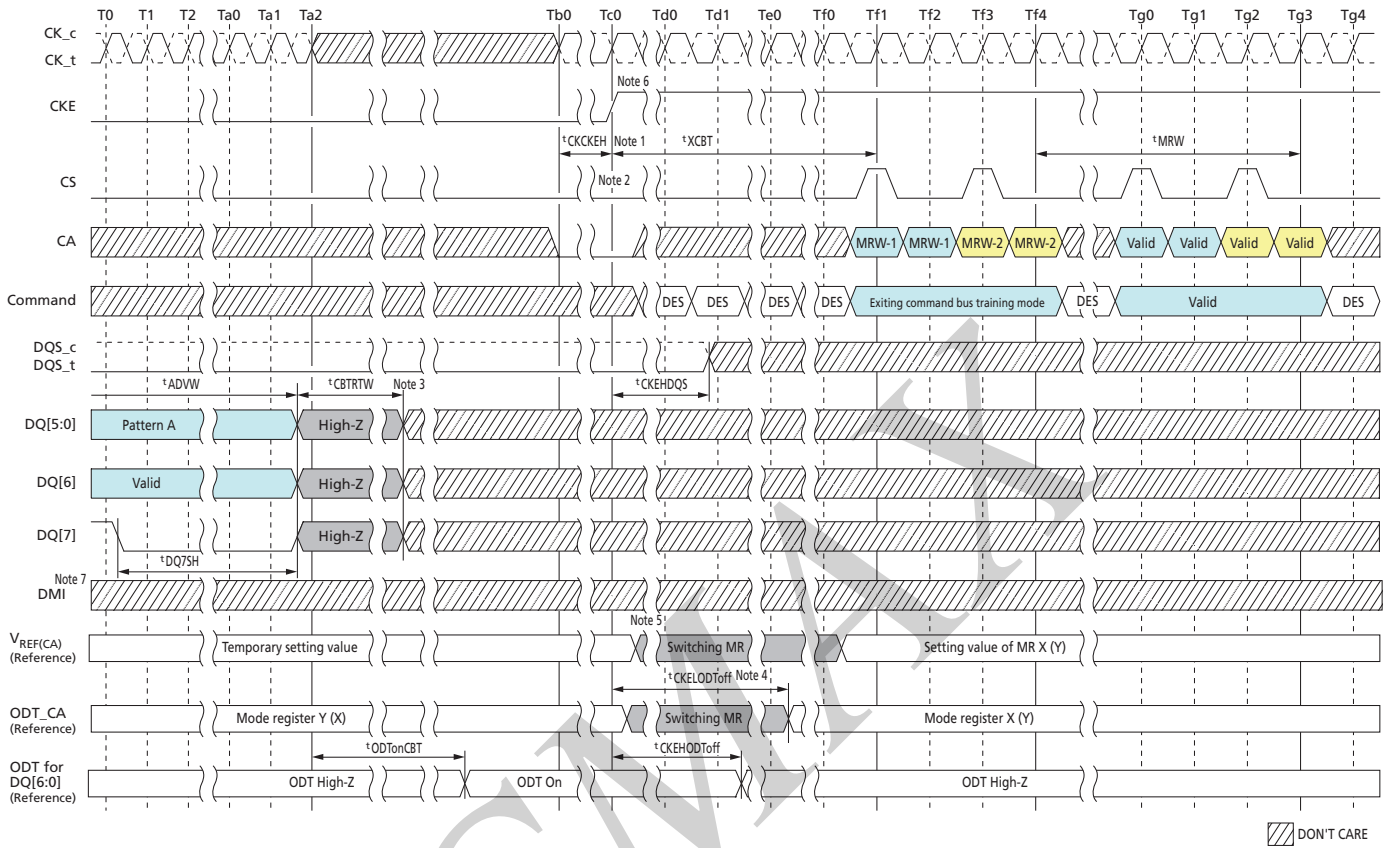 T0 T1 T2 Ta0 Ta1 Ta2 Tb0 Tc0 Td0 Td1 Te0 Tf0 Tf1 Tf2 Tf3 Tf4 Tg0 Tg1 Tg2 Tg3 Tg4
CK_c
CK_t
Note 6
CKE
tCKCKEH Note 1 tXCBT tMRW
CS
Note 2
CA
MRW-1 MRW-1 MRW-2 MRW-2 Valid Valid Valid Valid
Command
DES DES DES DES Exiting command bus training mode DES Valid DES
DQS_c
DQS_t
tADVW tCBTRTW Note 3 tCKEHDQS
DQ[5:0] Pattern A High-Z
DQ[6] Valid High-Z
DQ[7] High-Z
tDQ7SH
Note 7
DMI
Note 5
VREF(CA)
(Reference)
Temporary setting value Switching MR Setting value of MR X (Y)
tCKELODToff Note 4
ODT_CA
(Reference)
Mode register Y (X) Switching MR Mode register X (Y)
tODTonCBT tCKEHODToff
ODT for
DQ[6:0]
(Reference)
ODT High-Z ODT On ODT High-Z
DON'T CARE
CMAX